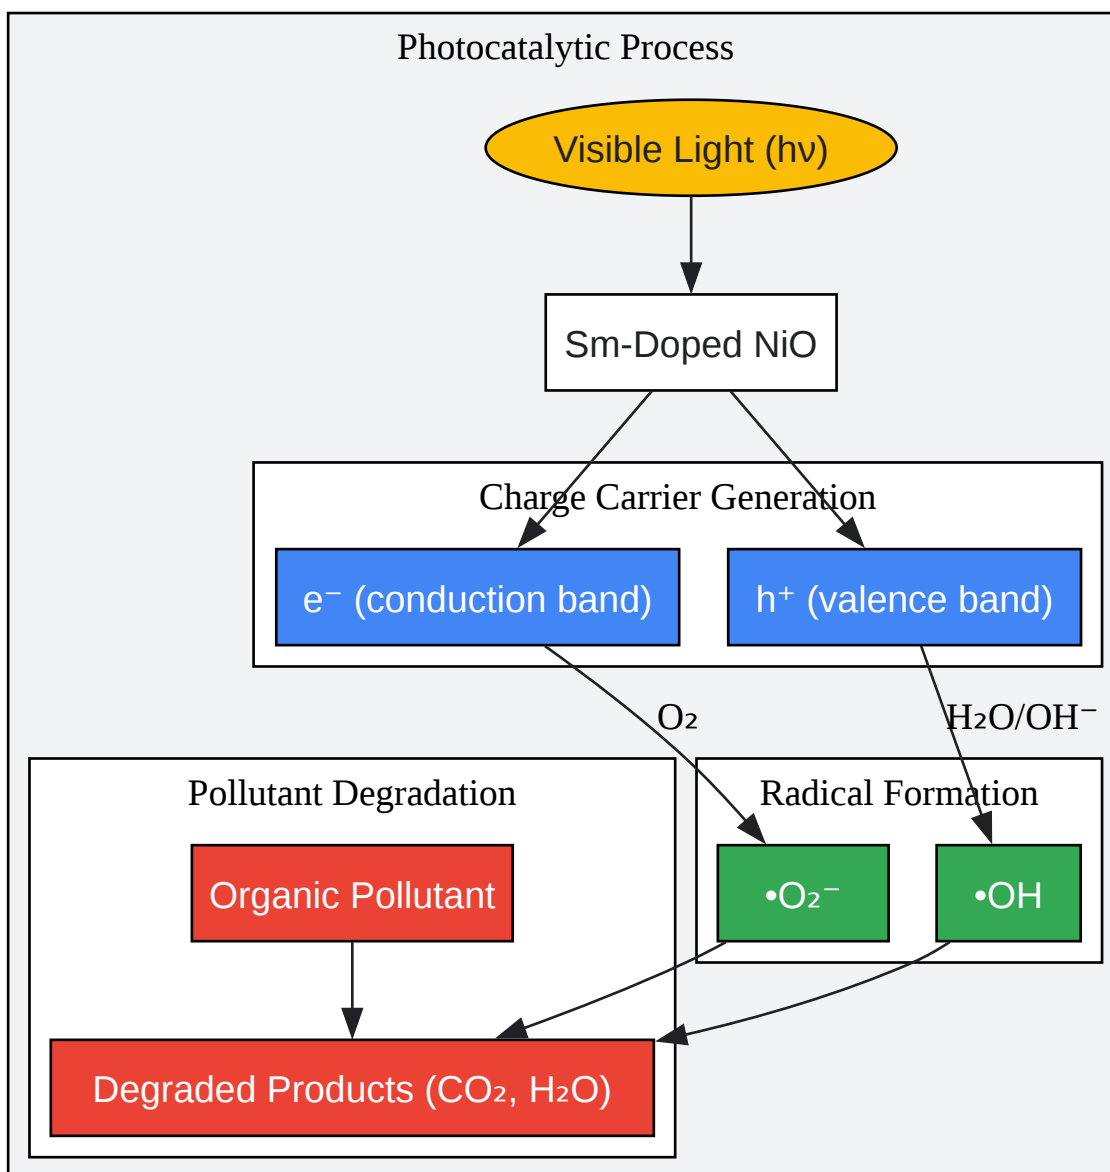 Photocatalytic Process
Visible Light (hν)
Sm-Doped NiO
Charge Carrier Generation
e⁻ (conduction band)
h⁺ (valence band)
O₂
H₂O/OH⁻
Pollutant Degradation
Radical Formation
Organic Pollutant
•O₂⁻
•OH
Degraded Products (CO₂, H₂O)